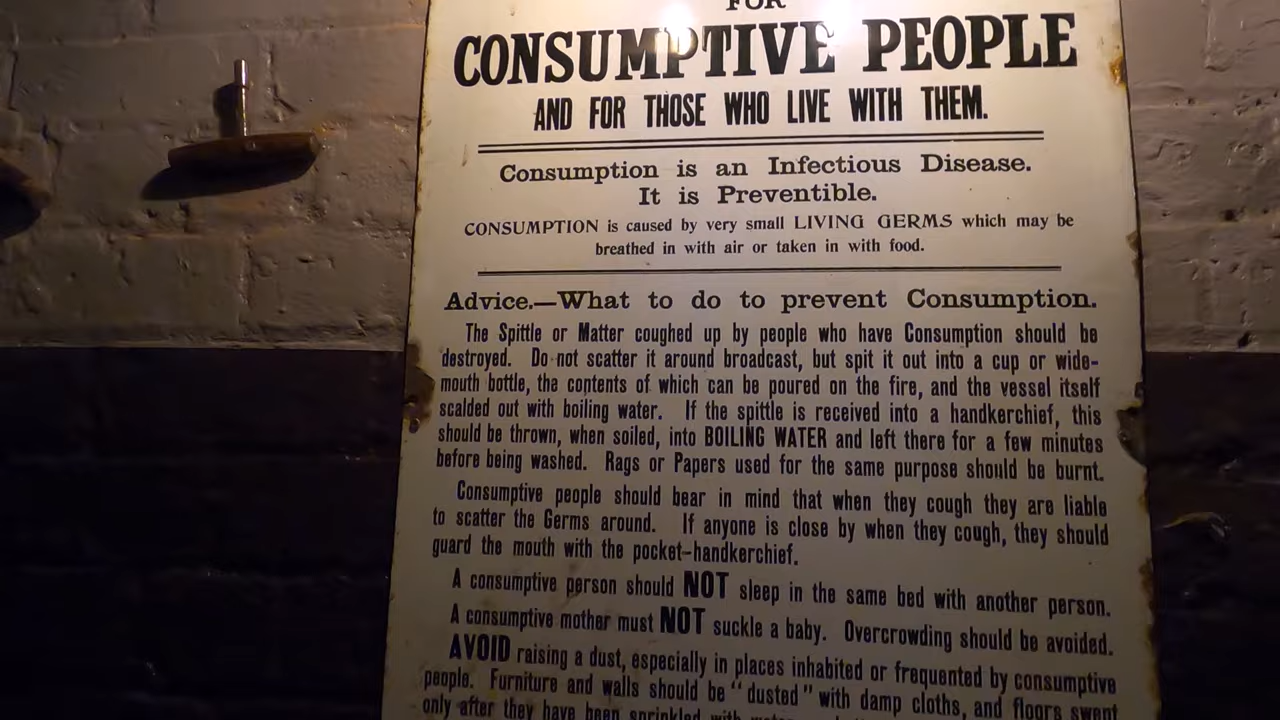 FOR
CONSUMPTIVE PEOPLE
AND FOR THOSE WHO LIVE WITH THEM.
Consumption is an Infectious Disease.
It is Preventible.
CONSUMPTION is caused by very small LIVING GERMS which may be
breathed in with air or taken in with food.
Advice.—What to do to prevent Consumption.
The Spittle or Matter coughed up by people who have Consumption should be
destroyed. Do not scatter it around broadcast, but spit it out into a cup or wide-
mouth bottle, the contents of which can be poured on the fire, and the vessel itself
scalded out with boiling water. If the spittle is received into a handkerchief, this
should be thrown, when soiled, into BOILING WATER and left there for a few minutes
before being washed. Rags or Papers used for the same purpose should be burnt.
Consumptive people should bear in mind that when they cough they are liable
to scatter the Germs around. If anyone is close by when they cough, they should
guard the mouth with the pocket-handkerchief.
A consumptive person should NOT sleep in the same bed with another person.
A consumptive mother must NOT suckle a baby. Overcrowding should be avoided.
AVOID raising a dust, especially in places inhabited or frequented by consumptive
people. Furniture and walls should be "dusted" with damp cloths, and floors swept
only after they have been sprinkled with